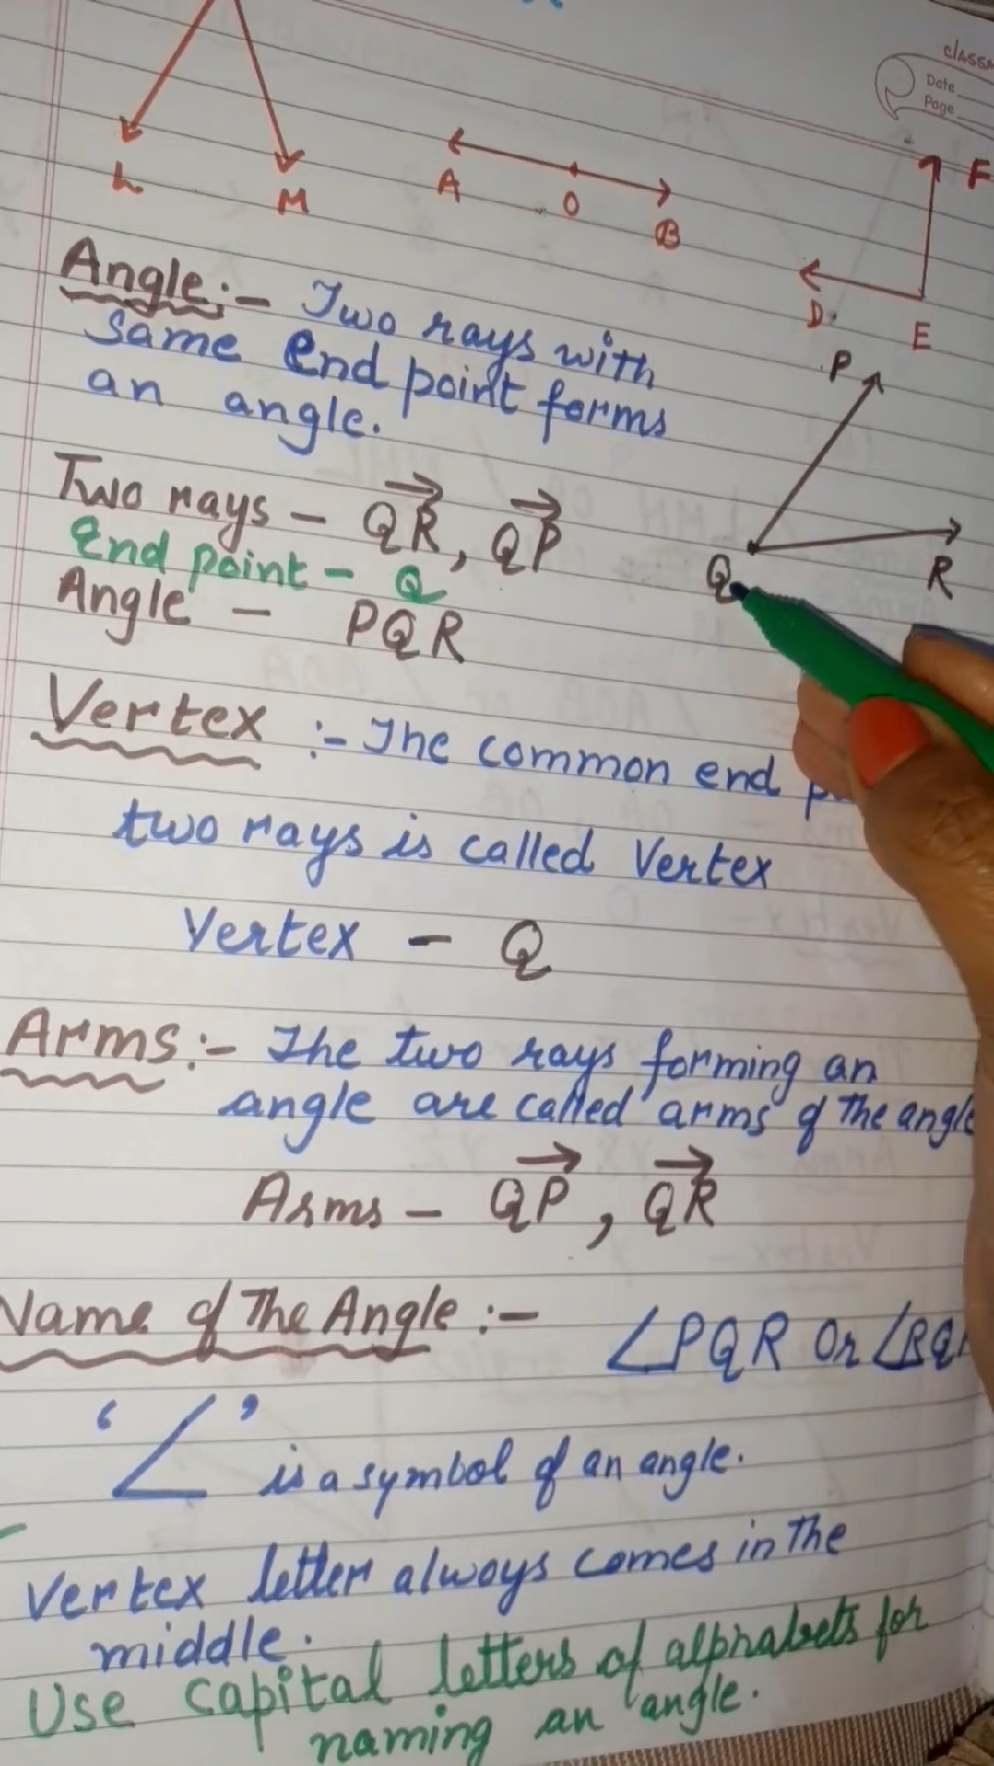 Date
Page
L M A O B F
D E
P
Q R
Angle :- Two rays with
same end point forms
an angle.
Two rays - QR, QP
End point - Q
Angle - PQR
Vertex :- The common end
two rays is called Vertex
Vertex - Q
Arms :- The two rays forming an
angle are called arms of the angle
Arms - QP, QR
Name of The Angle :- ∠PQR or
‘∠’ is a symbol of an angle.
Vertex letter always comes in the
middle.
Use capital letters of alphabets for
naming an angle.